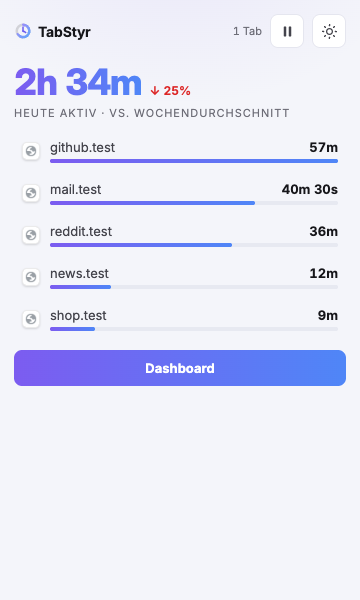 TabStyr
1 Tab
2h 34m ↓ 25%
HEUTE AKTIV · VS. WOCHENDURCHSCHNITT
github.test 57m
mail.test 40m 30s
reddit.test 36m
news.test 12m
shop.test 9m
Dashboard